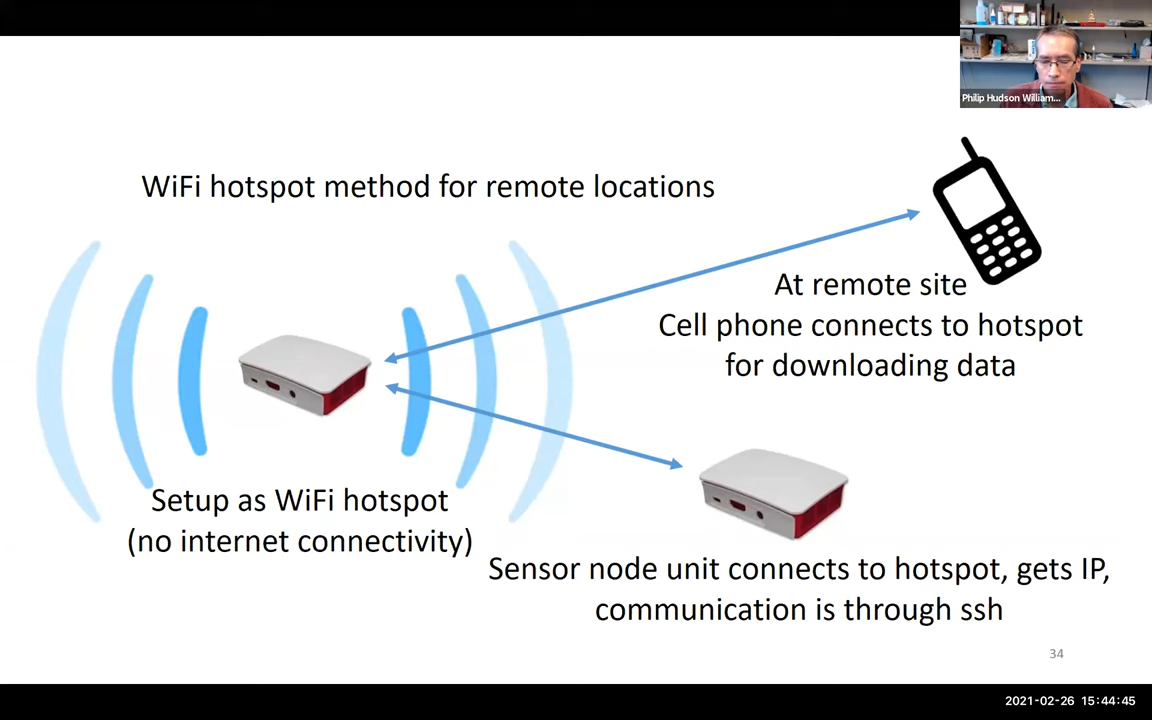 Philip Hudson William...
WiFi hotspot method for remote locations
At remote site
Cell phone connects to hotspot
for downloading data
Setup as WiFi hotspot
(no internet connectivity)
Sensor node unit connects to hotspot, gets IP,
communication is through ssh
34
2021-02-26 15:44:45